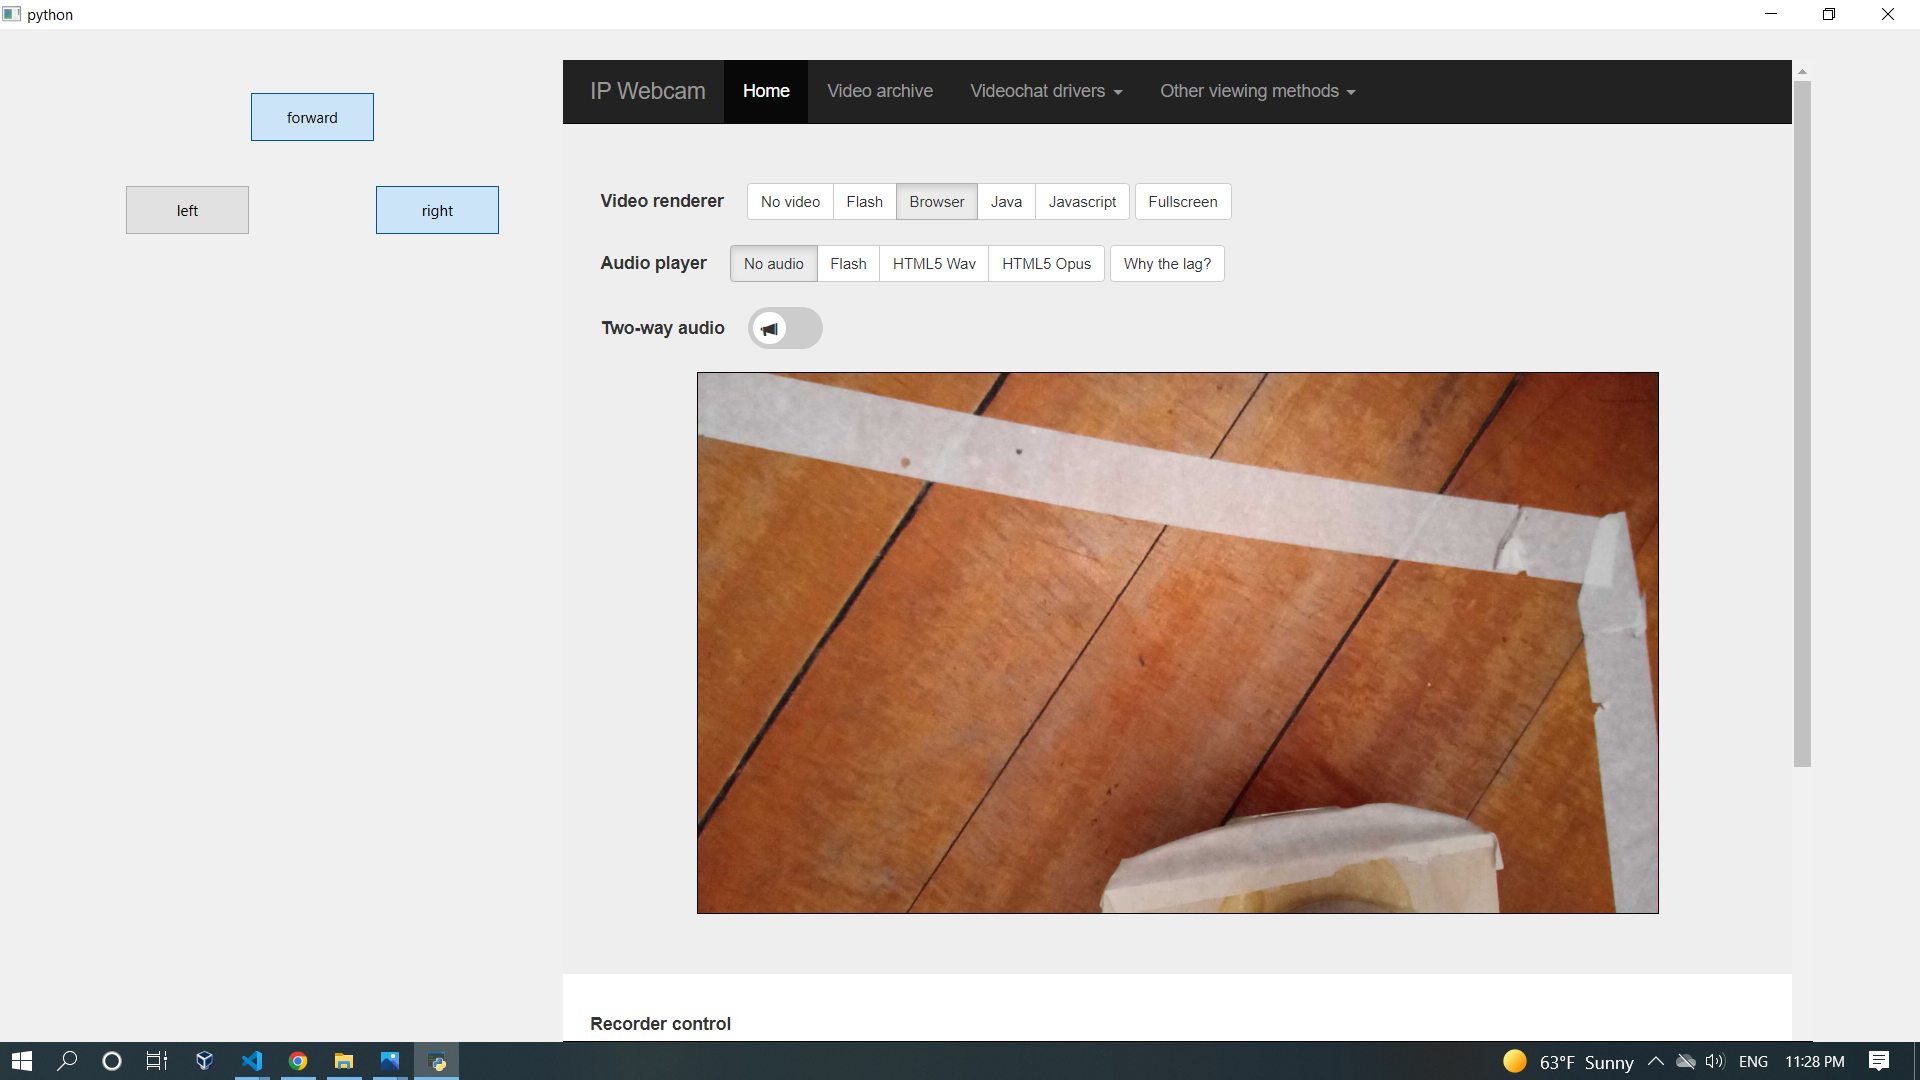 python
forward
left
right
IP Webcam Home Video archive Videochat drivers Other viewing methods
Video renderer No video Flash Browser Java Javascript Fullscreen
Audio player No audio Flash HTML5 Wav HTML5 Opus Why the lag?
Two-way audio
Recorder control
63°F Sunny ENG 11:28 PM